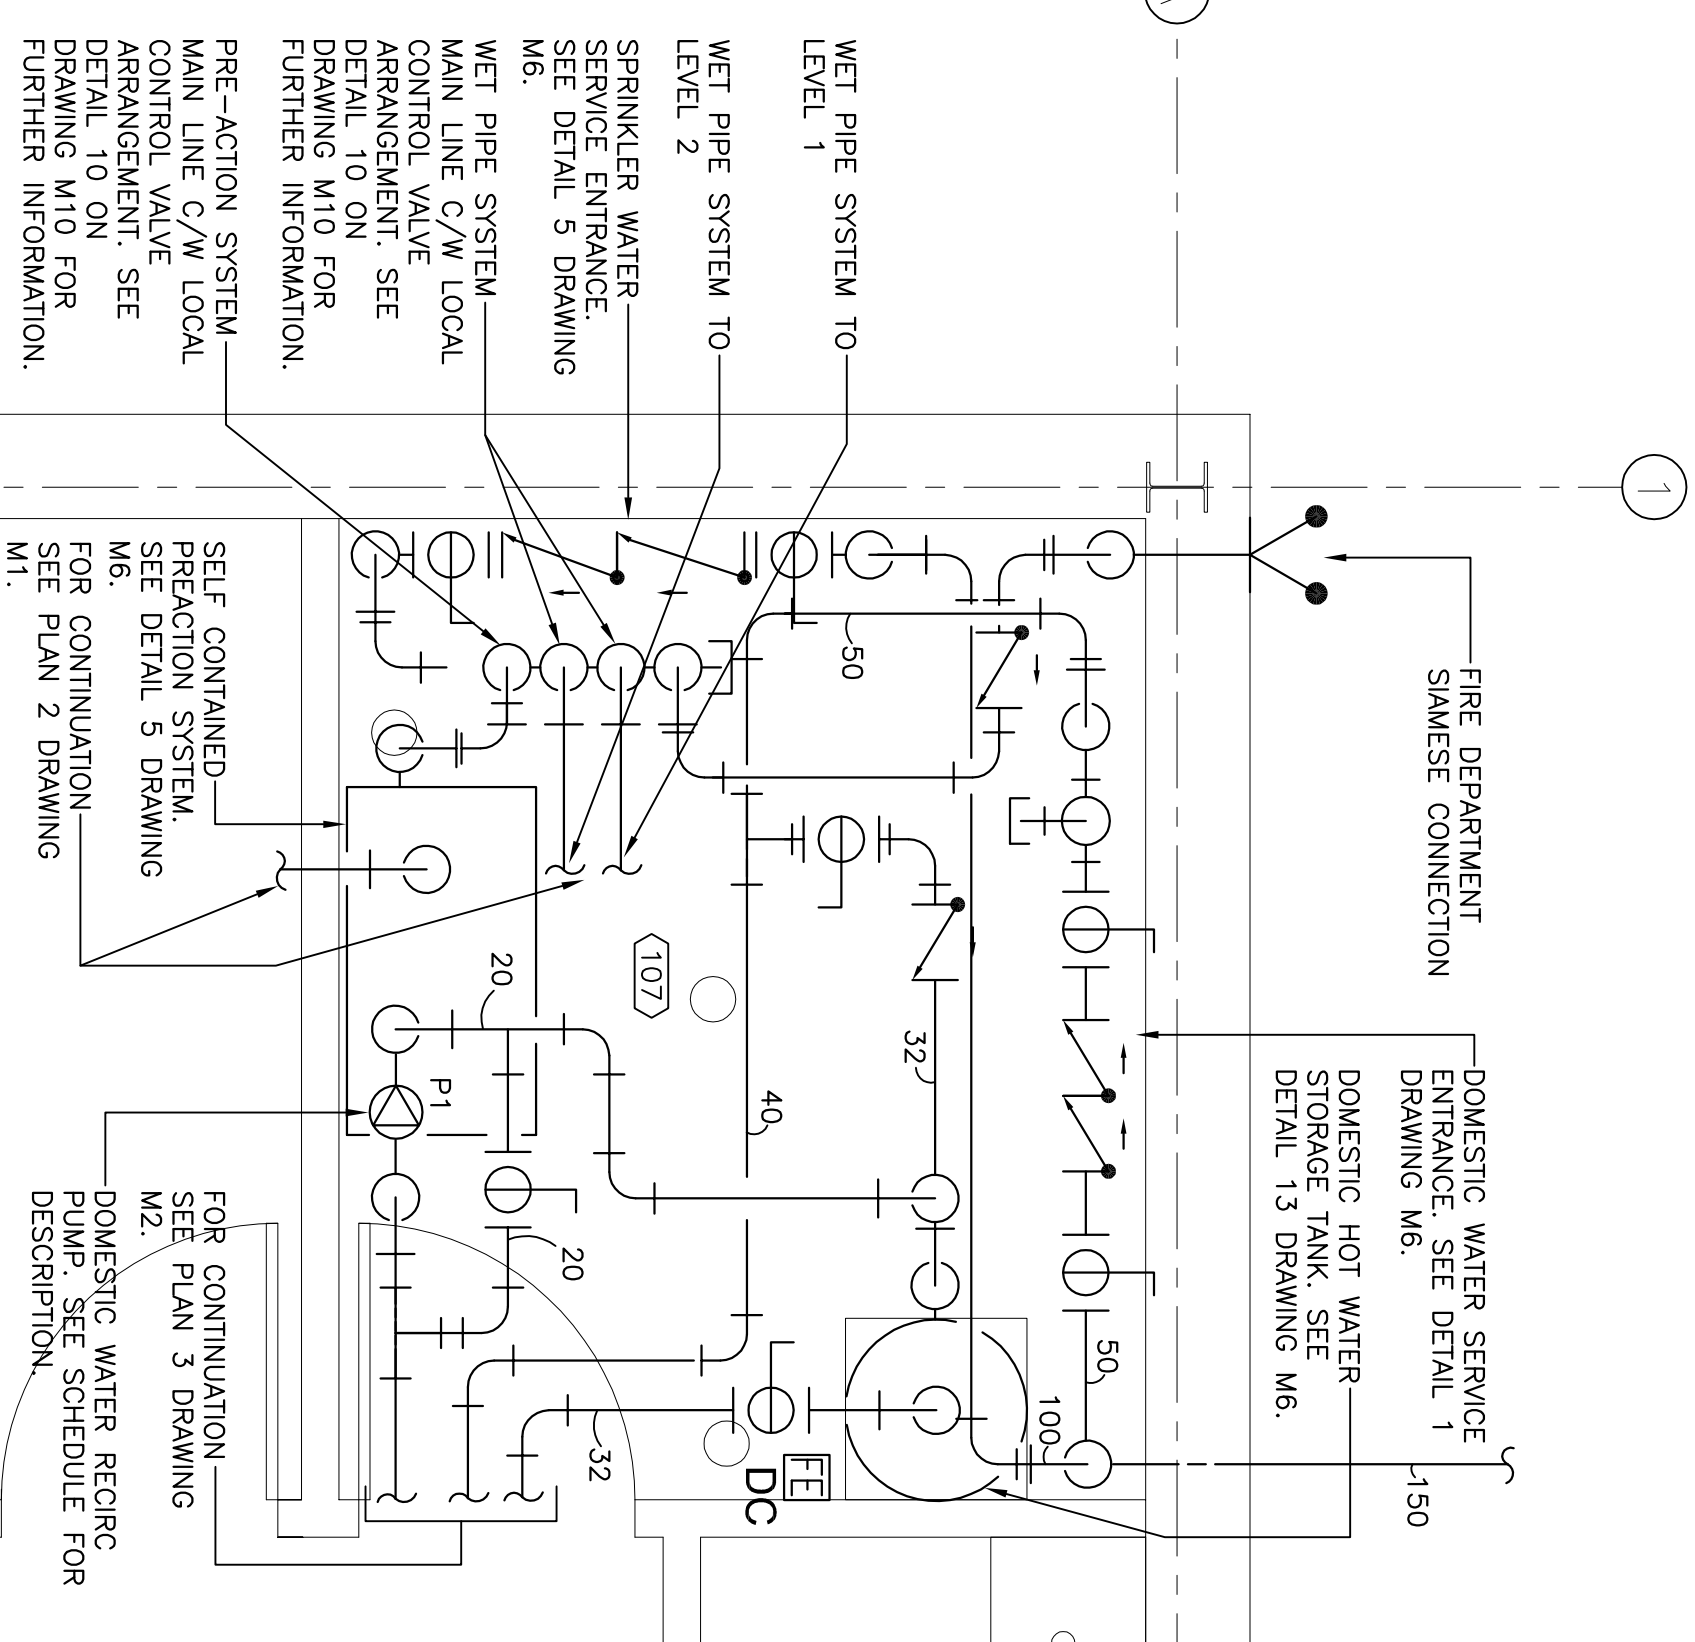 WET PIPE SYSTEM TO
LEVEL 1
WET PIPE SYSTEM TO
LEVEL 2
SPRINKLER WATER
SERVICE ENTRANCE.
SEE DETAIL 5 DRAWING
M6.
WET PIPE SYSTEM
MAIN LINE C/W LOCAL
CONTROL VALVE
ARRANGEMENT. SEE
DETAIL 10 ON
DRAWING M10 FOR
FURTHER INFORMATION.
PRE-ACTION SYSTEM
MAIN LINE C/W LOCAL
CONTROL VALVE
ARRANGEMENT. SEE
DETAIL 10 ON
DRAWING M10 FOR
FURTHER INFORMATION.
1
FIRE DEPARTMENT
SIAMESE CONNECTION
SELF CONTAINED
PREACTION SYSTEM.
SEE DETAIL 5 DRAWING
M6.
FOR CONTINUATION
SEE PLAN 2 DRAWING
M1.
50
107
20
32
40
P1
20
DOMESTIC WATER SERVICE
ENTRANCE. SEE DETAIL 1
DRAWING M6.
DOMESTIC HOT WATER
STORAGE TANK. SEE
DETAIL 13 DRAWING M6.
50
100
150
32
FE
DC
FOR CONTINUATION
SEE PLAN 3 DRAWING
M2.
DOMESTIC WATER RECIRC
PUMP. SEE SCHEDULE FOR
DESCRIPTION.